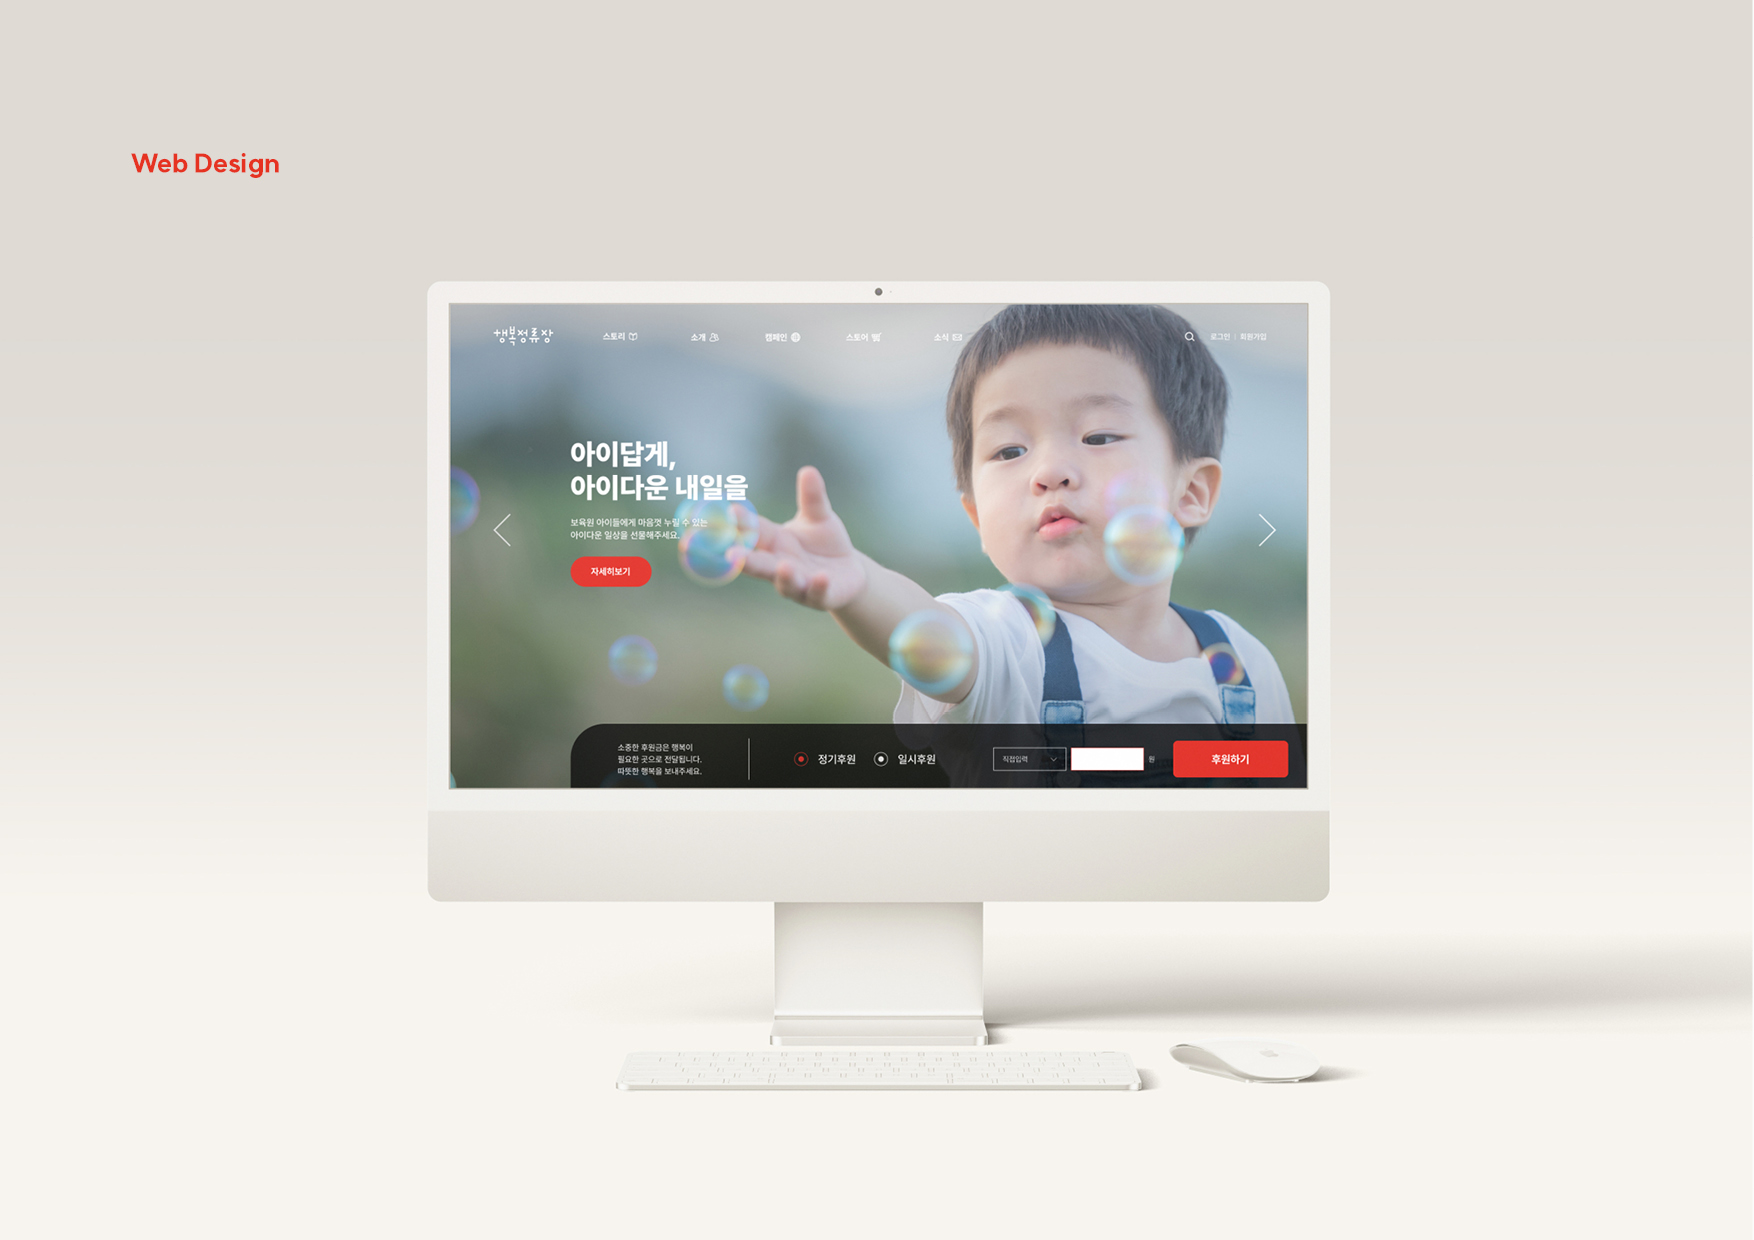 Web Design
행복정류장
스토리 소개 캠페인 스토어 소식 로그인 | 회원가입
아이답게,
아이다운 내일을
보육원 아이들에게 마음껏 누릴 수 있는
아이다운 일상을 선물해주세요.
자세히보기
소중한 후원금은 행복이
필요한 곳으로 전달됩니다.
따뜻한 행복을 보내주세요.
정기후원 일시후원 직접입력 원 후원하기